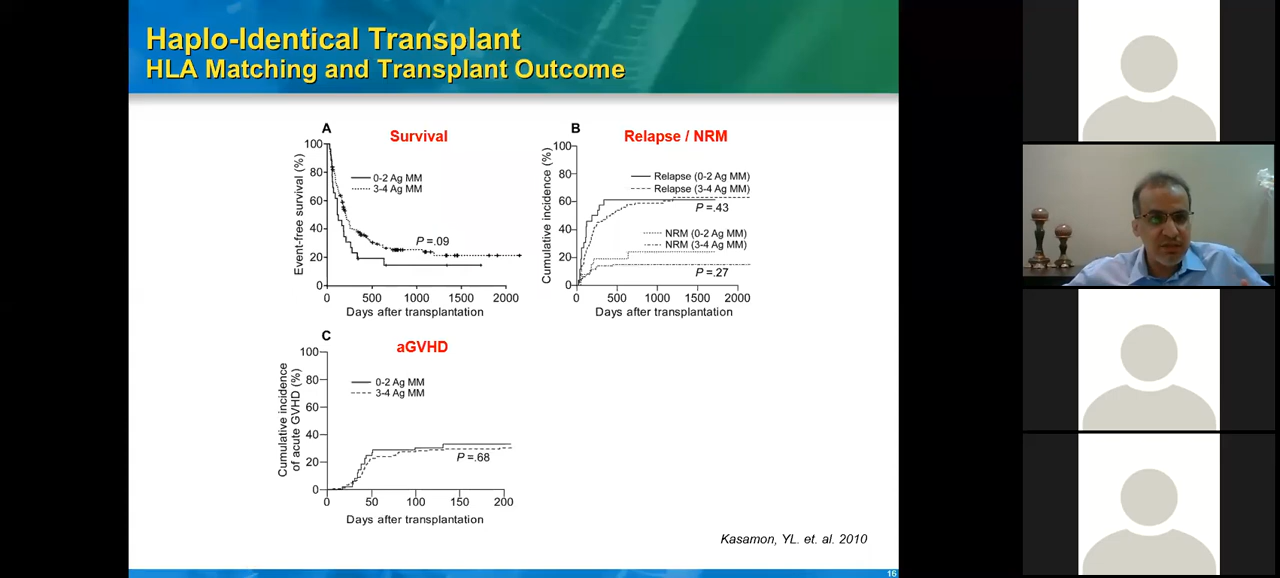 Haplo-Identical Transplant
HLA Matching and Transplant Outcome
A
Survival
100
80
60
40
20
0
Event-free survival (%)
0-2 Ag MM
3-4 Ag MM
P =.09
0
500
1000
1500
2000
Days after transplantation
B
Relapse / NRM
100
80
60
40
20
0
Cumulative incidence (%)
Relapse (0-2 Ag MM)
Relapse (3-4 Ag MM)
P =.43
NRM (0-2 Ag MM)
NRM (3-4 Ag MM)
P =.27
0
500
1000
1500
2000
Days after transplantation
C
aGVHD
100
80
60
40
20
0
Cumulative incidence
of acute GVHD (%)
0-2 Ag MM
3-4 Ag MM
P =.68
0
50
100
150
200
Days after transplantation
Kasamon, YL. et. al. 2010
16